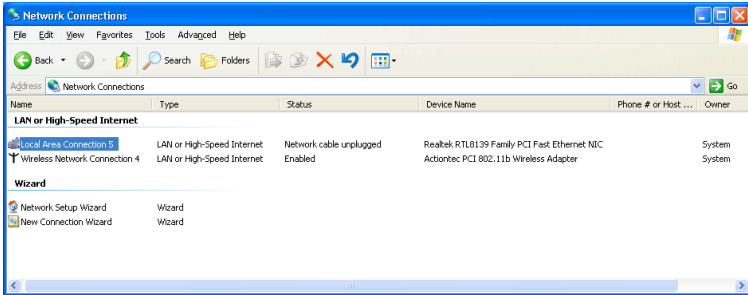 Network Connections
File Edit View Favorites Tools Advanced Help
Back Search Folders
Address Network Connections Go
Name Type Status Device Name Phone # or Host ... Owner
LAN or High-Speed Internet
Local Area Connection 5 LAN or High-Speed Internet Network cable unplugged Realtek RTL8139 Family PCI Fast Ethernet NIC System
Wireless Network Connection 4 LAN or High-Speed Internet Enabled Actiontec PCI 802.11b Wireless Adapter System
Wizard
Network Setup Wizard Wizard
New Connection Wizard Wizard